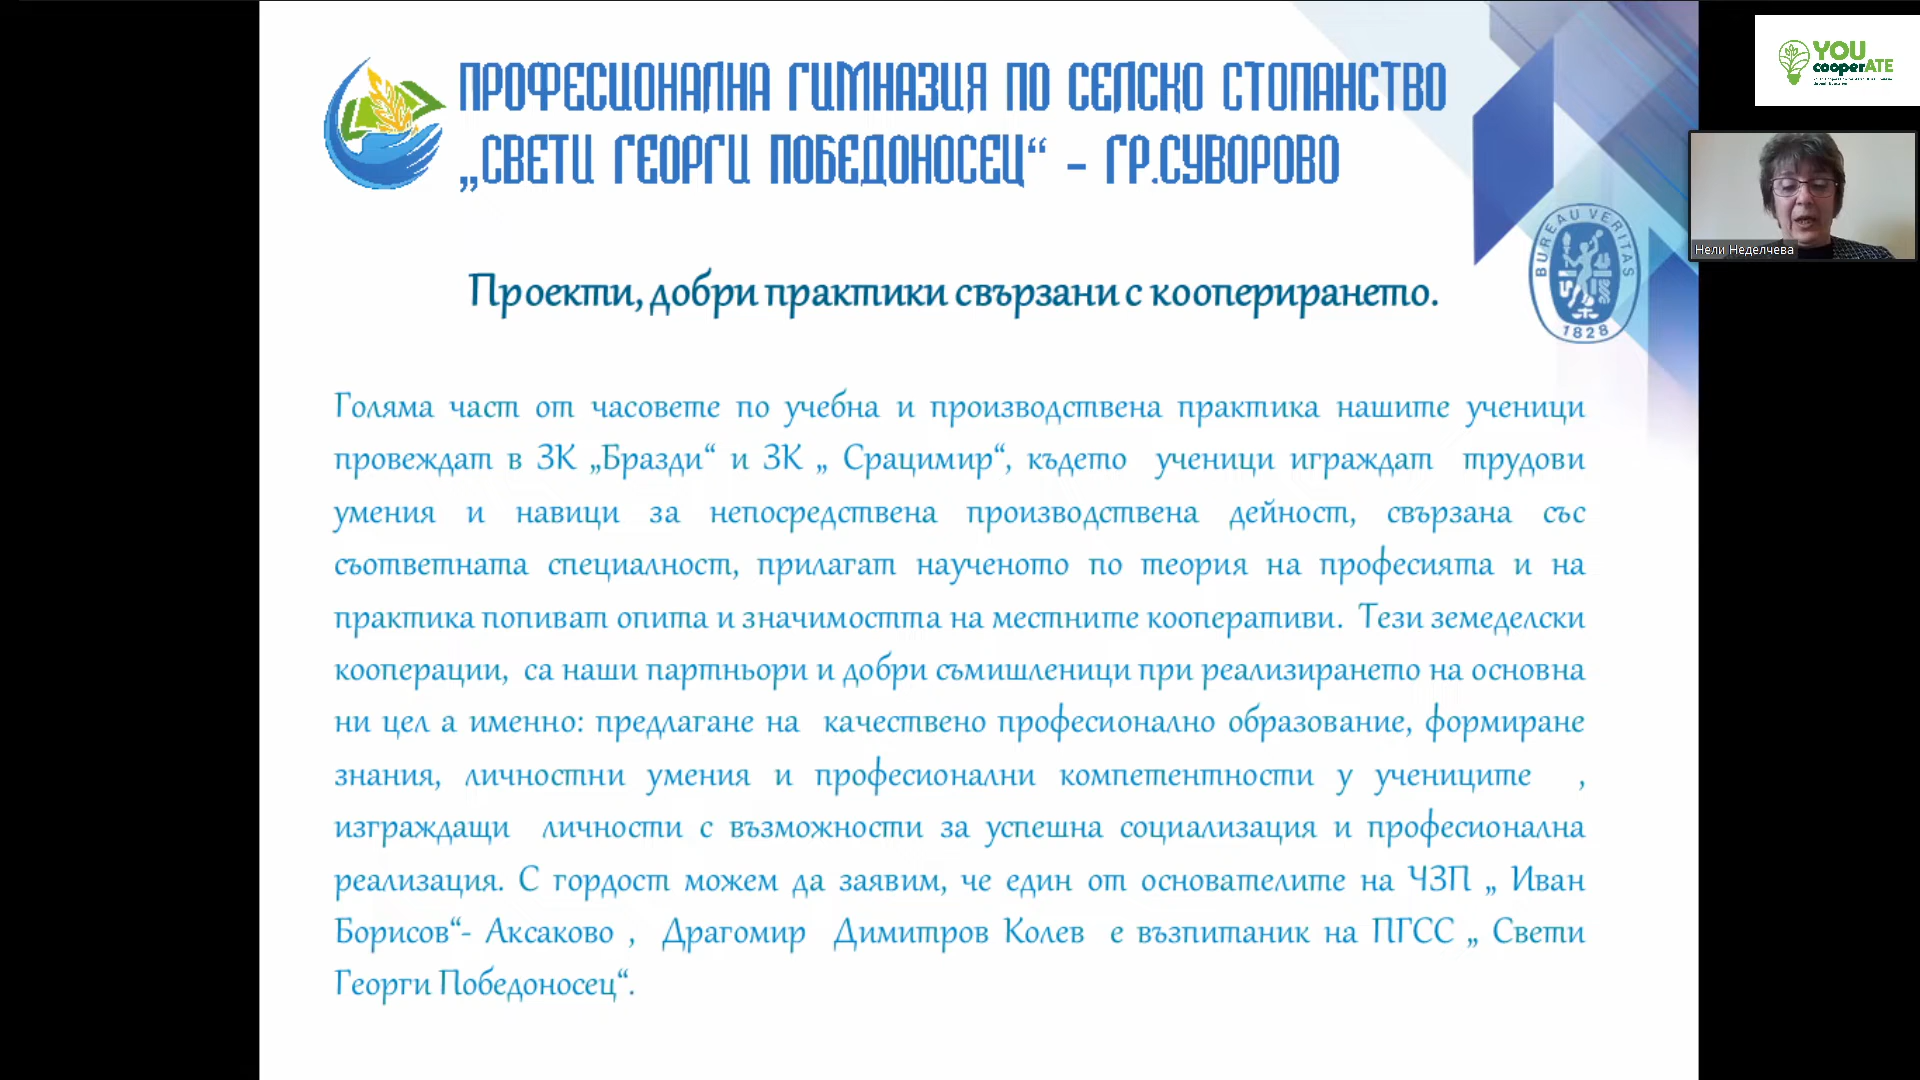 ПРОФЕСИОНАЛНА ГИМНАЗИЯ ПО СЕЛСКО СТОПАНСТВО
„СВЕТИ ГЕОРГИ ПОБЕДОНОСЕЦ“ – ГР.СУВОРОВО
YOU
cooperATE
BUREAU VERITAS
1828
Нели Неделчева
Проекти, добри практики свързани с кооперирането.
Голяма част от часовете по учебна и производствена практика нашите ученици
провеждат в ЗК „Бразди“ и ЗК „ Срацимир“, където ученици играждат трудови
умения и навици за непосредствена производствена дейност, свързана със
съответната специалност, прилагат наученото по теория на професията и на
практика попиват опита и значимостта на местните кооперативи. Тези земеделски
кооперации, са наши партньори и добри съмишленици при реализирането на основна
ни цел а именно: предлагане на качествено професионално образование, формиране
знания, личностни умения и професионални компетентности у учениците ,
изграждащи личности с възможности за успешна социализация и професионална
реализация. С гордост можем да заявим, че един от основателите на ЧЗП „ Иван
Борисов“- Аксаково , Драгомир Димитров Колев е възпитаник на ПГСС „ Свети
Георги Победоносец“.